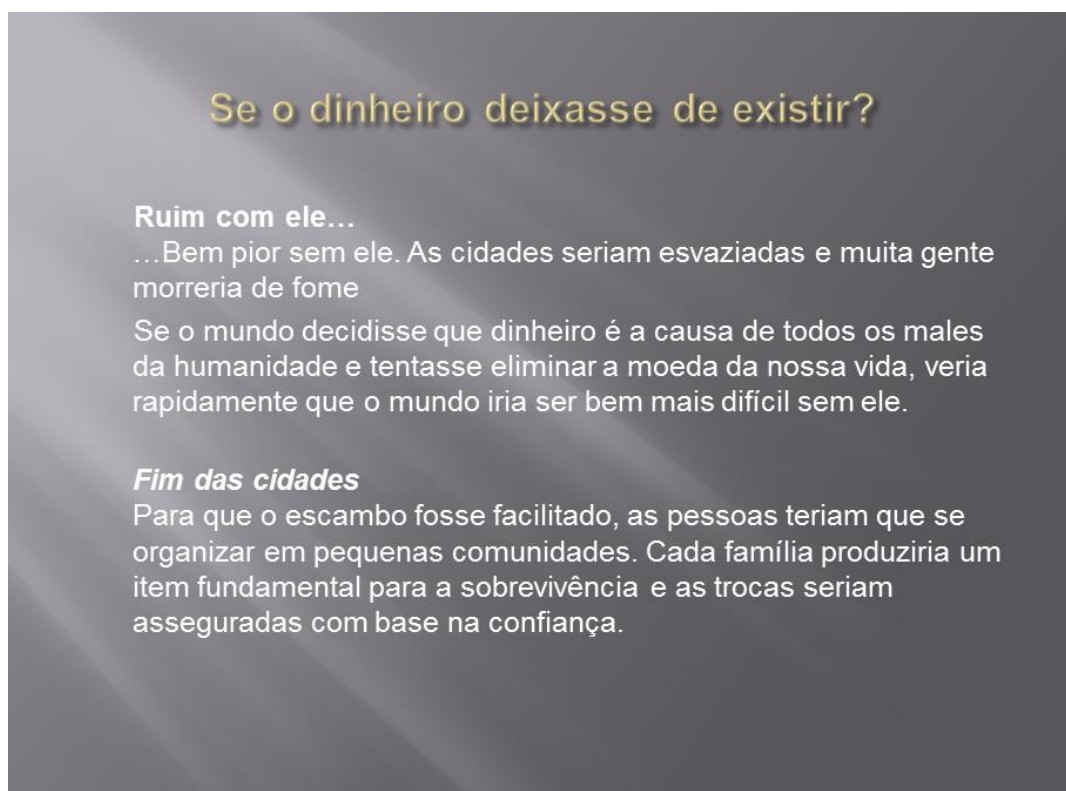 Se o dinheiro deixasse de existir?
Ruim com ele…
…Bem pior sem ele. As cidades seriam esvaziadas e muita gente
morreria de fome
Se o mundo decidisse que dinheiro é a causa de todos os males
da humanidade e tentasse eliminar a moeda da nossa vida, veria
rapidamente que o mundo iria ser bem mais difícil sem ele.
Fim das cidades
Para que o escambo fosse facilitado, as pessoas teriam que se
organizar em pequenas comunidades. Cada família produziria um
item fundamental para a sobrevivência e as trocas seriam
asseguradas com base na confiança.